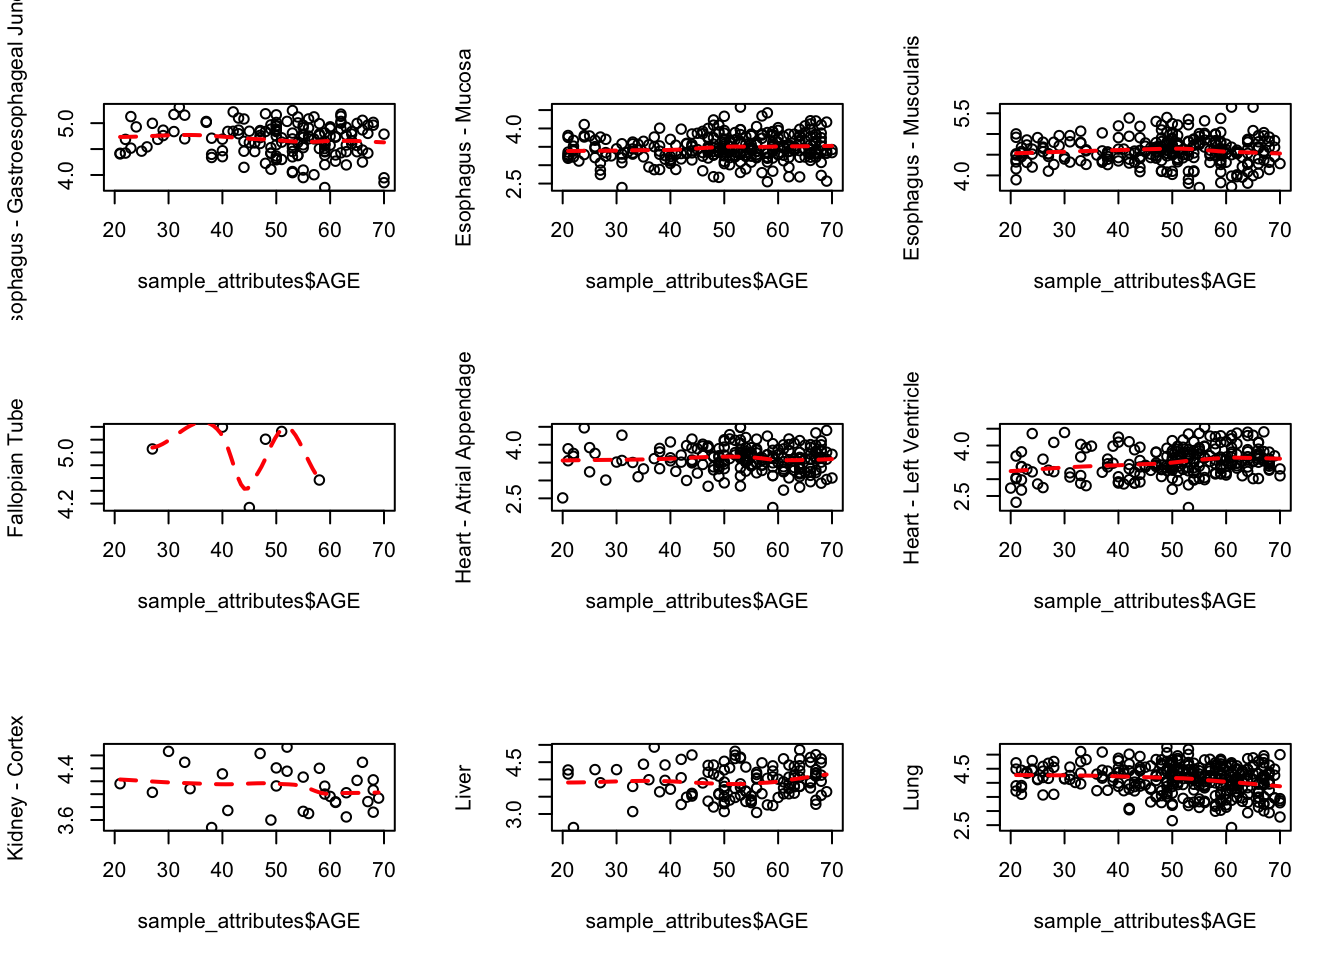 sophagus - Gastroesophageal Junc
5.0
4.0
20 30 40 50 60 70
sample_attributes$AGE
Esophagus - Mucosa
4.0
2.5
20 30 40 50 60 70
sample_attributes$AGE
Esophagus - Muscularis
5.5
4.0
20 30 40 50 60 70
sample_attributes$AGE
Fallopian Tube
5.0
4.2
20 30 40 50 60 70
sample_attributes$AGE
Heart - Atrial Appendage
4.0
2.5
20 30 40 50 60 70
sample_attributes$AGE
Heart - Left Ventricle
4.0
2.5
20 30 40 50 60 70
sample_attributes$AGE
Kidney - Cortex
4.4
3.6
20 30 40 50 60 70
sample_attributes$AGE
Liver
4.5
3.0
20 30 40 50 60 70
sample_attributes$AGE
Lung
4.5
2.5
20 30 40 50 60 70
sample_attributes$AGE